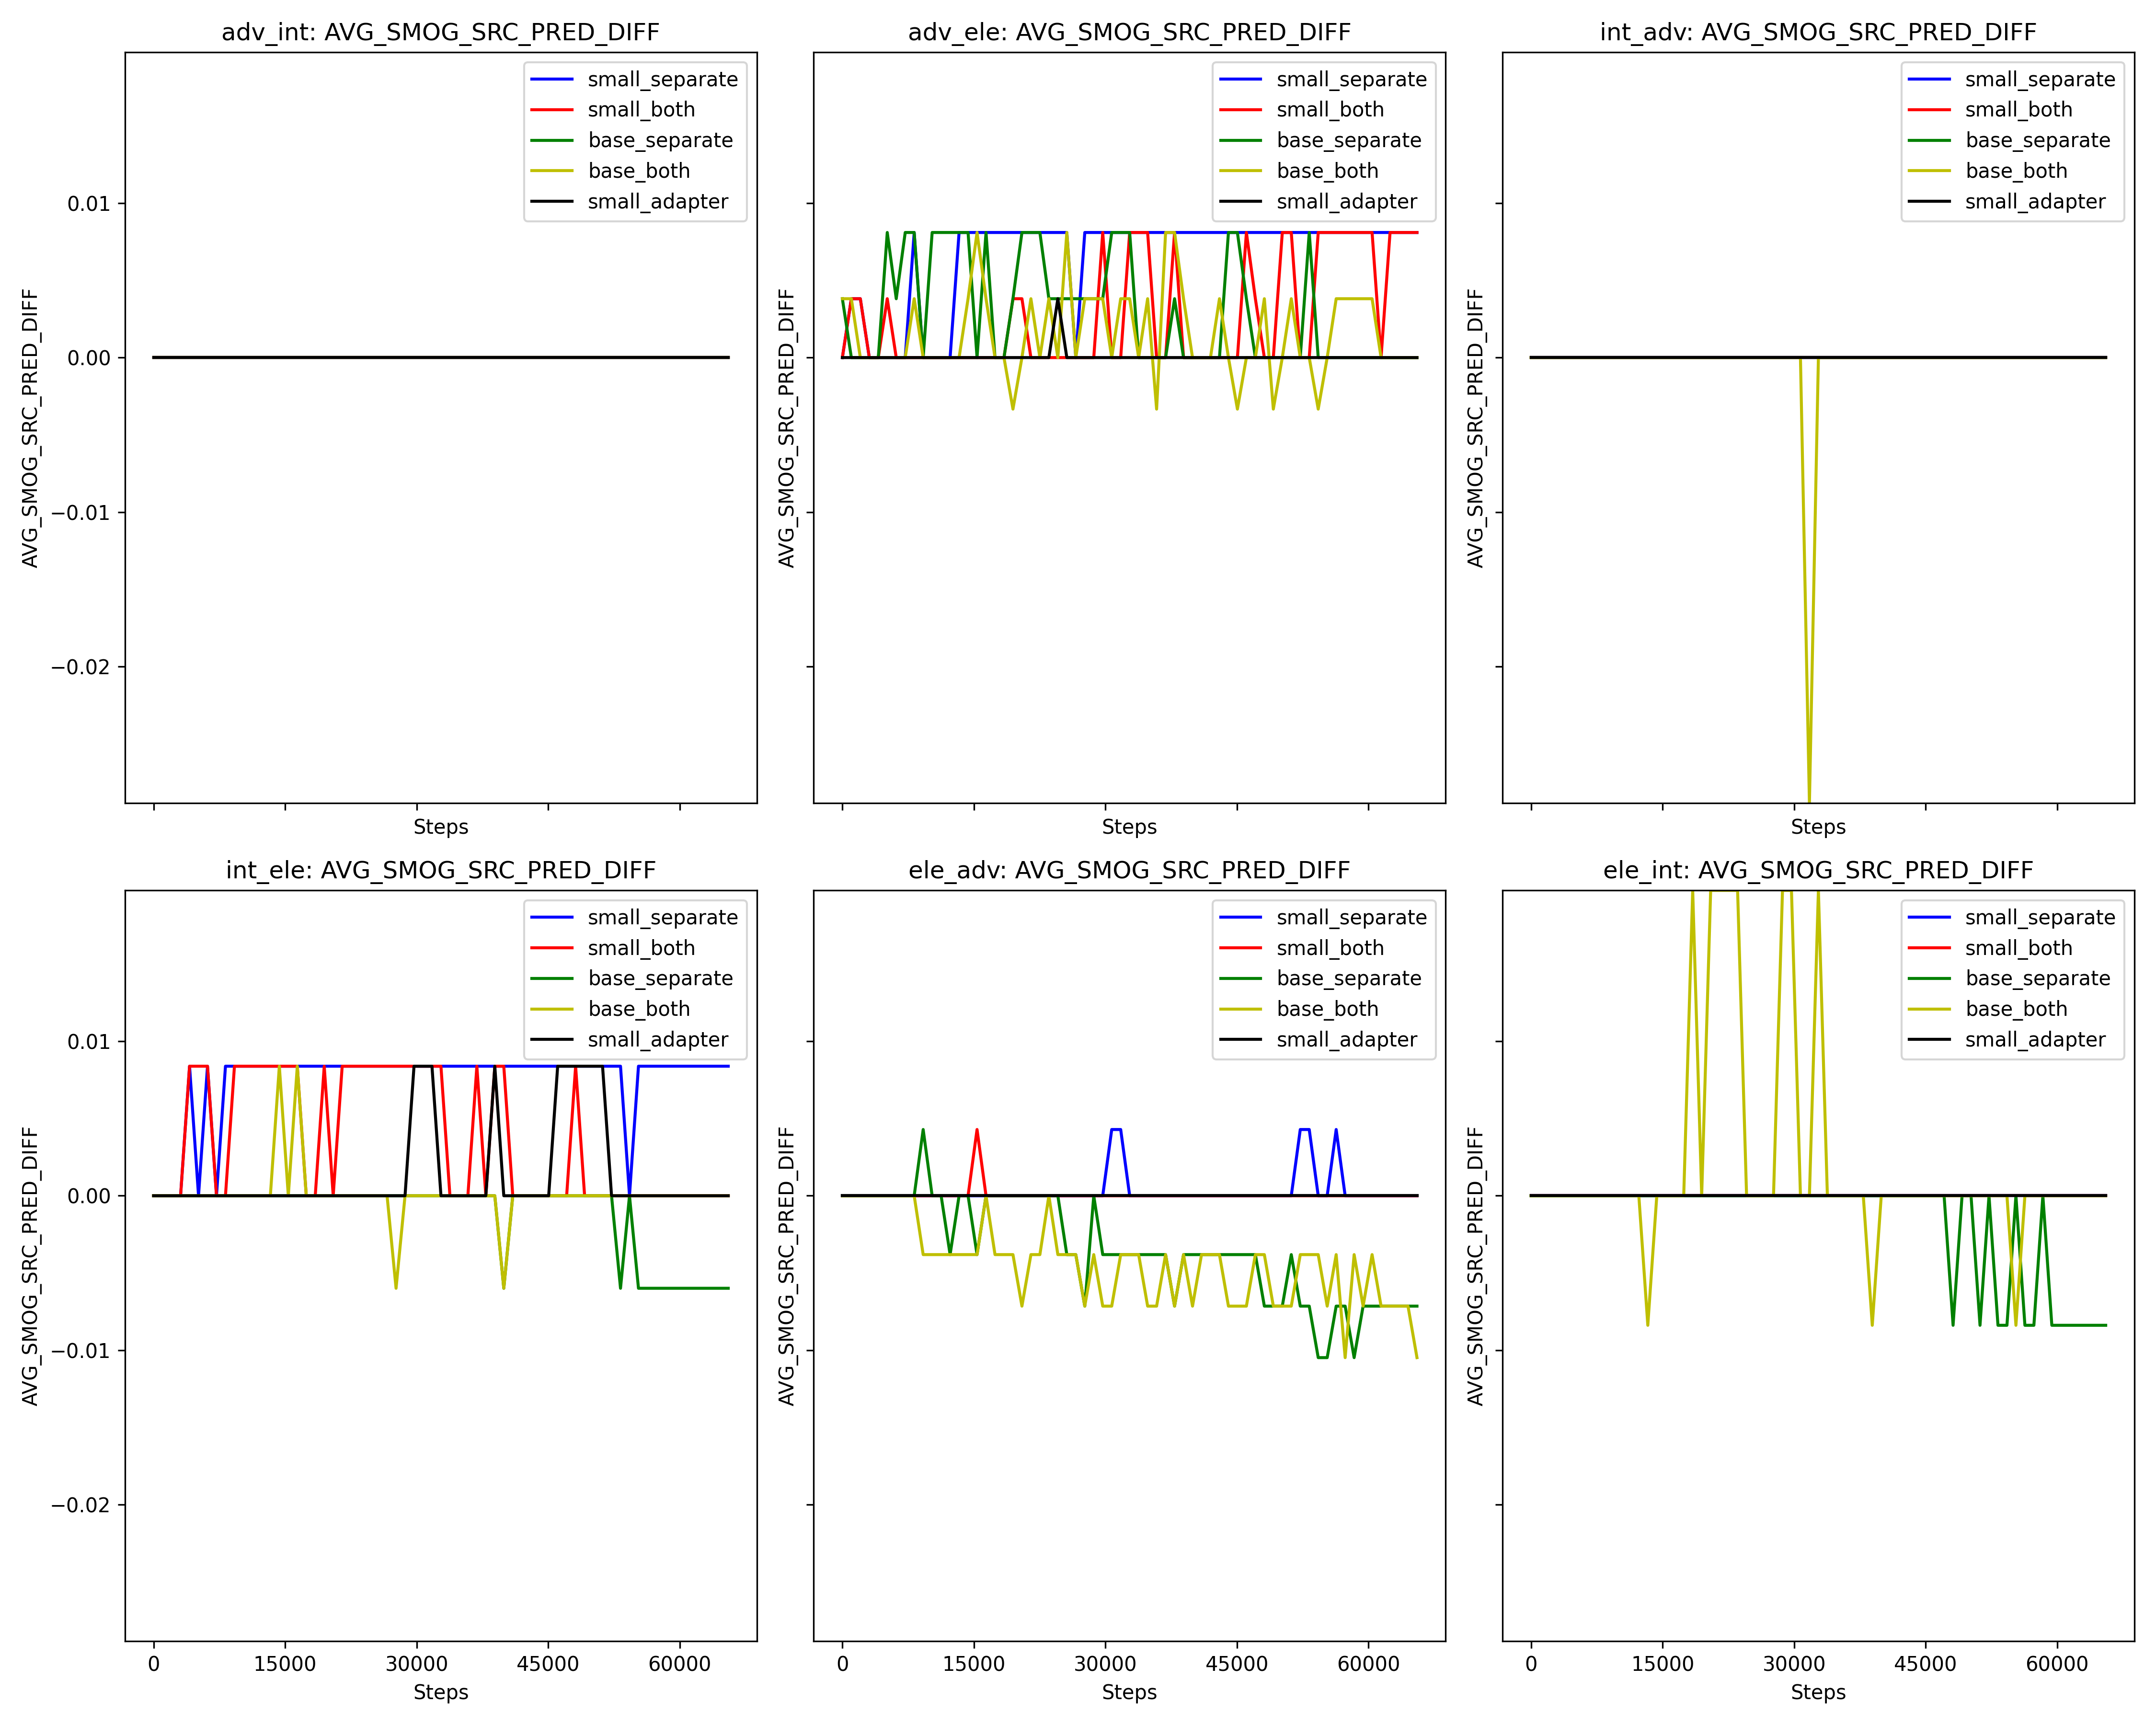 adv_int: AVG_SMOG_SRC_PRED_DIFF
small_separate
small_both
base_separate
base_both
small_adapter
0.01
0.00
−0.01
−0.02
AVG_SMOG_SRC_PRED_DIFF
Steps
adv_ele: AVG_SMOG_SRC_PRED_DIFF
small_separate
small_both
base_separate
base_both
small_adapter
AVG_SMOG_SRC_PRED_DIFF
Steps
int_adv: AVG_SMOG_SRC_PRED_DIFF
small_separate
small_both
base_separate
base_both
small_adapter
AVG_SMOG_SRC_PRED_DIFF
Steps
int_ele: AVG_SMOG_SRC_PRED_DIFF
small_separate
small_both
base_separate
base_both
small_adapter
0.01
0.00
−0.01
−0.02
AVG_SMOG_SRC_PRED_DIFF
0 15000 30000 45000 60000
Steps
ele_adv: AVG_SMOG_SRC_PRED_DIFF
small_separate
small_both
base_separate
base_both
small_adapter
AVG_SMOG_SRC_PRED_DIFF
0 15000 30000 45000 60000
Steps
ele_int: AVG_SMOG_SRC_PRED_DIFF
small_separate
small_both
base_separate
base_both
small_adapter
AVG_SMOG_SRC_PRED_DIFF
0 15000 30000 45000 60000
Steps